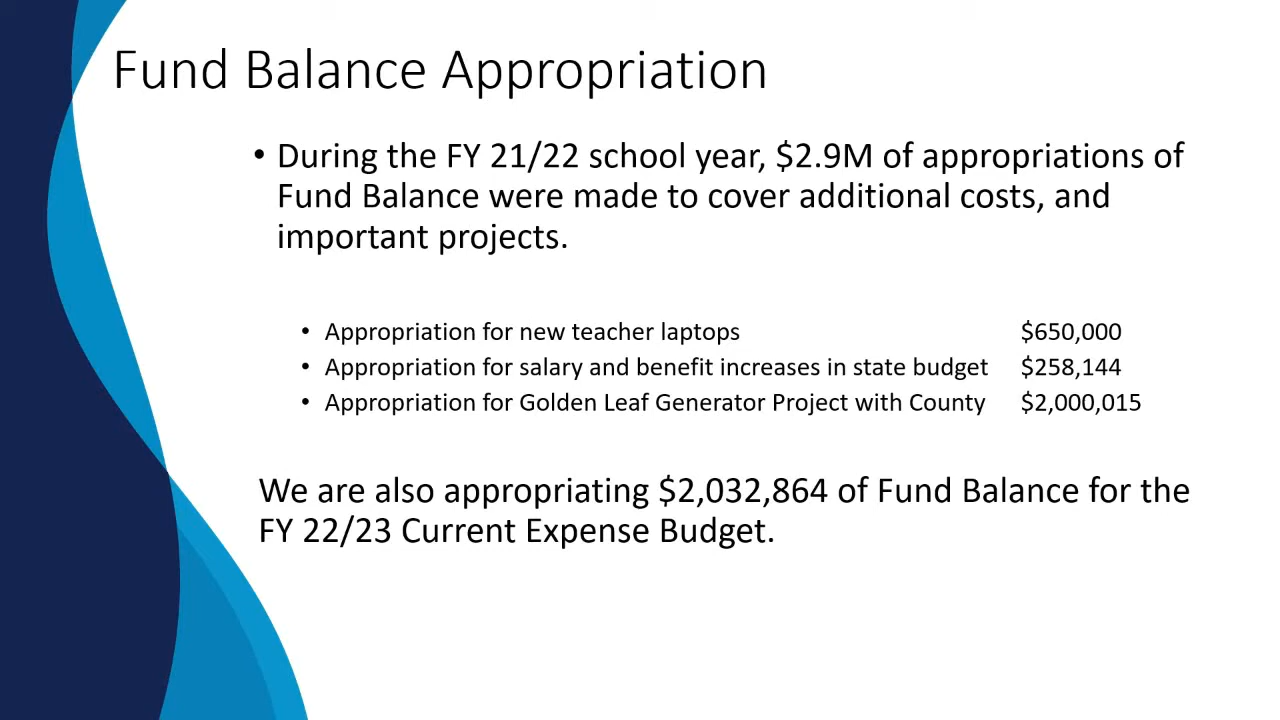 Fund Balance Appropriation
• During the FY 21/22 school year, $2.9M of appropriations of
Fund Balance were made to cover additional costs, and
important projects.
• Appropriation for new teacher laptops $650,000
• Appropriation for salary and benefit increases in state budget $258,144
• Appropriation for Golden Leaf Generator Project with County $2,000,015
We are also appropriating $2,032,864 of Fund Balance for the
FY 22/23 Current Expense Budget.